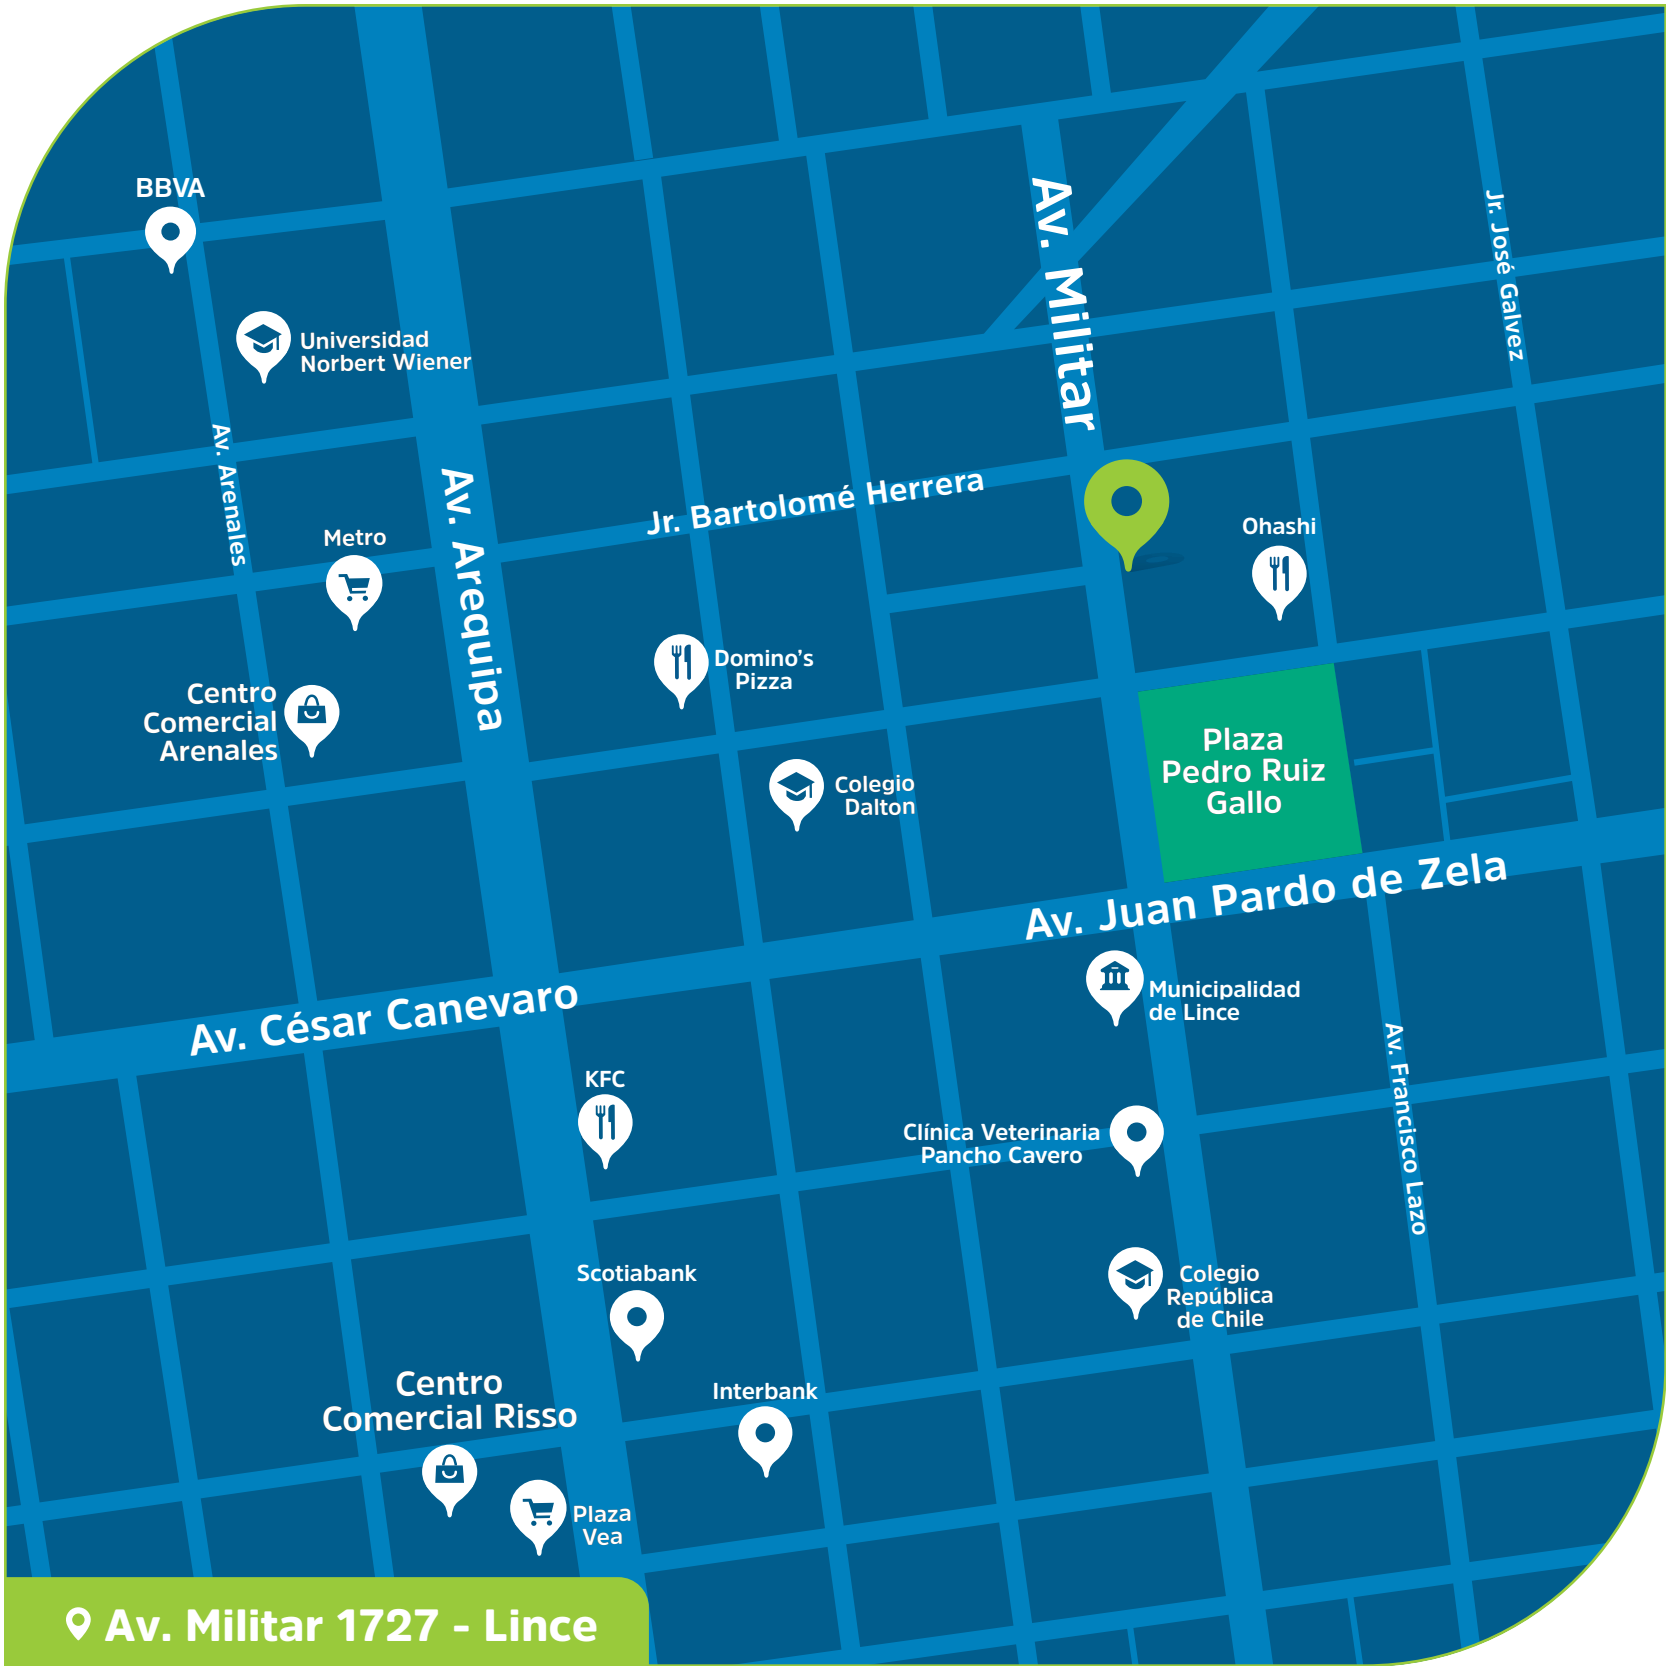 BBVA
Universidad
Norbert Wiener
Av. Arenales
Av. Arequipa
Av. Militar
Jr. José Galvez
Jr. Bartolomé Herrera
Metro
Ohashi
Centro
Comercial
Arenales
Domino's
Pizza
Colegio
Dalton
Plaza
Pedro Ruiz
Gallo
Av. Juan Pardo de Zela
Av. César Canevaro
Municipalidad
de Lince
KFC
Clínica Veterinaria
Pancho Cavero
Av. Francisco Lazo
Scotiabank
Colegio
República
de Chile
Centro
Comercial Risso
Interbank
Plaza
Vea
Av. Militar 1727 - Lince